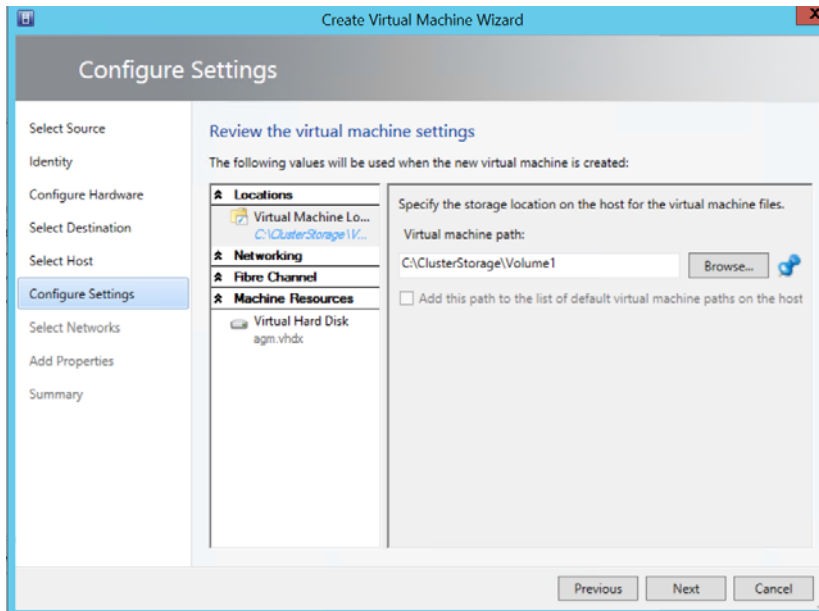 Create Virtual Machine Wizard
X
Configure Settings
Select Source
Identity
Configure Hardware
Select Destination
Select Host
Configure Settings
Select Networks
Add Properties
Summary
Review the virtual machine settings
The following values will be used when the new virtual machine is created:
Locations
Virtual Machine Lo...
C:\ClusterStorage\V...
Networking
Fibre Channel
Machine Resources
Virtual Hard Disk
agm.vhdx
Specify the storage location on the host for the virtual machine files.
Virtual machine path:
C:\ClusterStorage\Volume1
Browse...
Add this path to the list of default virtual machine paths on the host
Previous
Next
Cancel